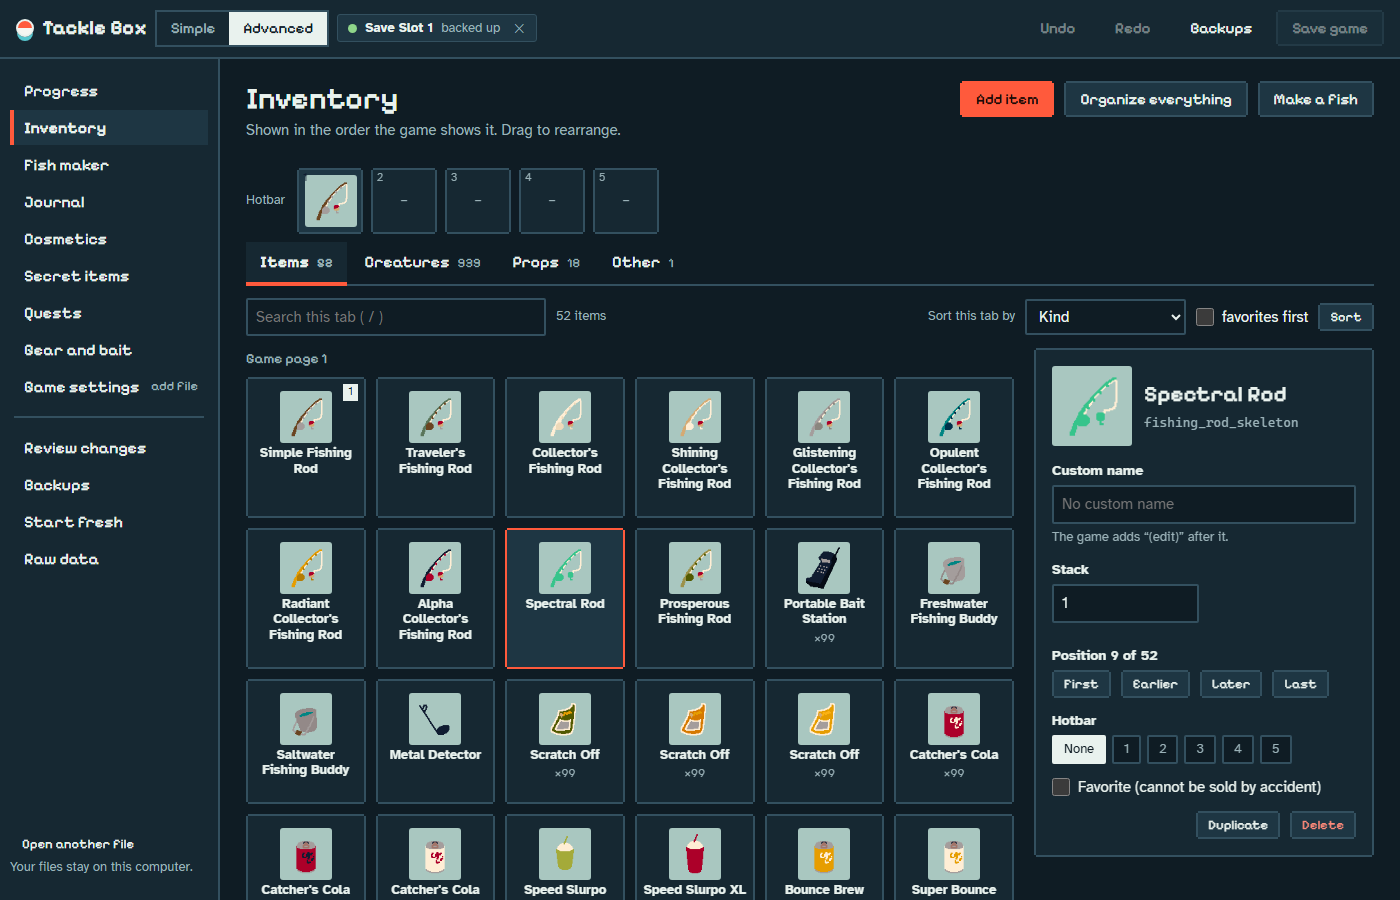 Tackle Box
Simple
Advanced
Save Slot 1 backed up
Undo
Redo
Backups
Save game
Progress
Inventory
Fish maker
Journal
Cosmetics
Secret items
Quests
Gear and bait
Game settings add file
Review changes
Backups
Start fresh
Raw data
Open another file
Your files stay on this computer.
Inventory
Shown in the order the game shows it. Drag to rearrange.
Add item
Organize everything
Make a fish
Hotbar
2
–
3
–
4
–
5
–
Items 88
Creatures 939
Props 18
Other 1
Search this tab ( / )
52 items
Sort this tab by
Kind
favorites first
Sort
Game page 1
1
Simple Fishing
Rod
Traveler's
Fishing Rod
Collector's
Fishing Rod
Shining
Collector's
Fishing Rod
Glistening
Collector's
Fishing Rod
Opulent
Collector's
Fishing Rod
Radiant
Collector's
Fishing Rod
Alpha
Collector's
Fishing Rod
Spectral Rod
Prosperous
Fishing Rod
Portable Bait
Station
×99
Freshwater
Fishing Buddy
Saltwater
Fishing Buddy
Metal Detector
Scratch Off
×99
Scratch Off
×99
Scratch Off
×99
Catcher's Cola
×99
Catcher's Cola
Catcher's Cola
Speed Slurpo
Speed Slurpo XL
Bounce Brew
Super Bounce
Spectral Rod
fishing_rod_skeleton
Custom name
No custom name
The game adds “(edit)” after it.
Stack
1
Position 9 of 52
First
Earlier
Later
Last
Hotbar
None
1
2
3
4
5
Favorite (cannot be sold by accident)
Duplicate
Delete